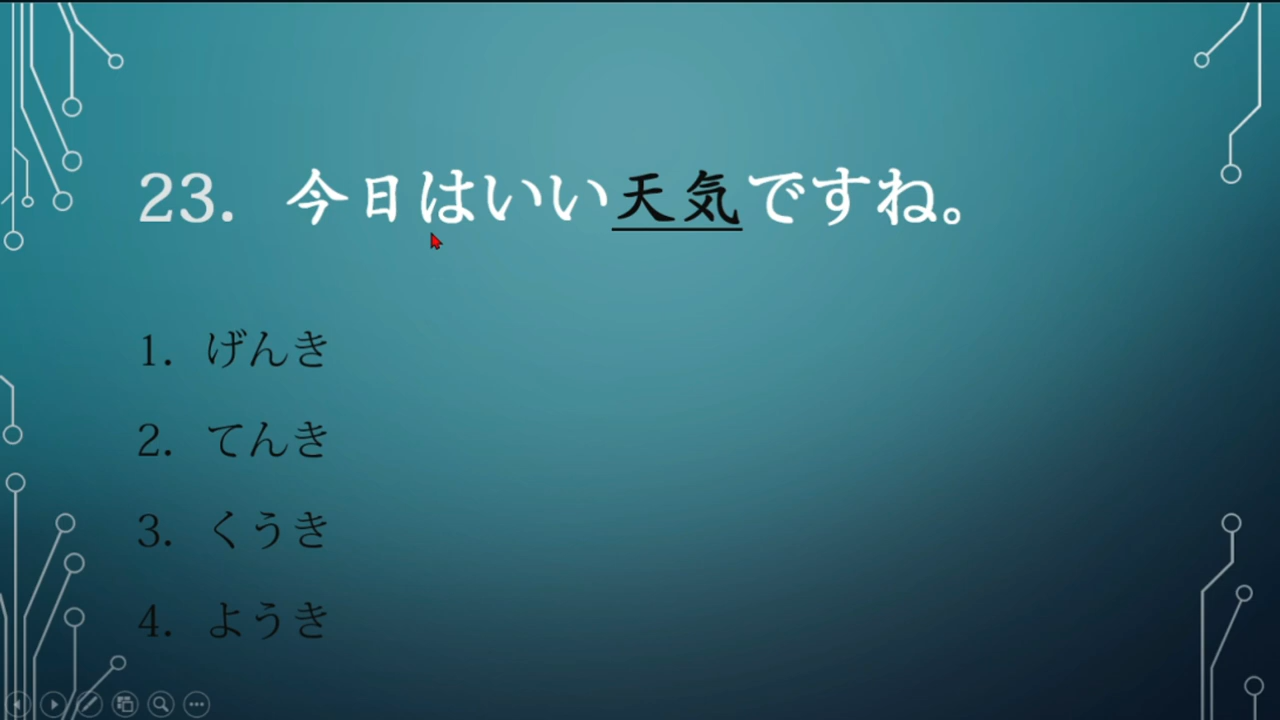 23. 今日はいい天気ですね。
1. げんき
2. てんき
3. くうき
4. ようき